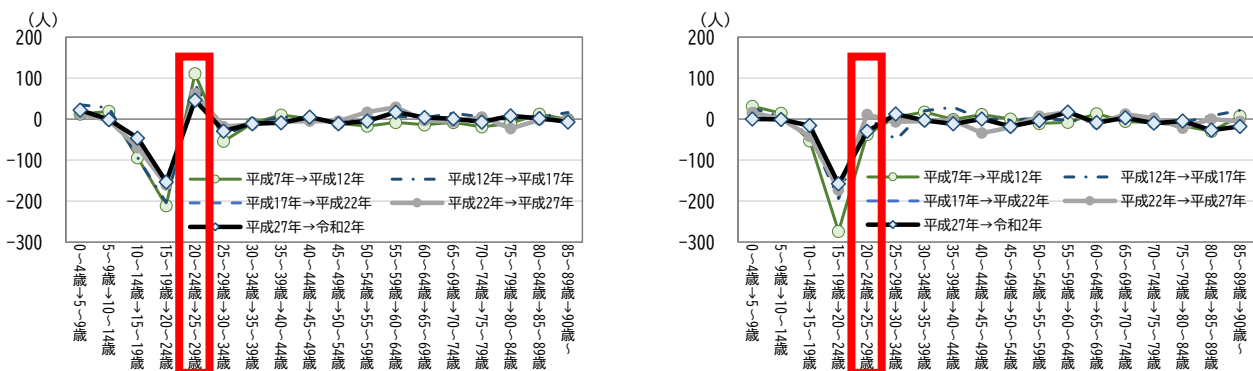 （人）
200
100
0
-100
-200
-300
平成7年→平成12年
平成12年→平成17年
平成17年→平成22年
平成22年→平成27年
平成27年→令和2年
0～4歳→5～9歳
5～9歳→10～14歳
10～14歳→15～19歳
15～19歳→20～24歳
20～24歳→25～29歳
25～29歳→30～34歳
30～34歳→35～39歳
35～39歳→40～44歳
40～44歳→45～49歳
45～49歳→50～54歳
50～54歳→55～59歳
55～59歳→60～64歳
60～64歳→65～69歳
65～69歳→70～74歳
70～74歳→75～79歳
75～79歳→80～84歳
80～84歳→85～89歳
85～89歳→90歳～
（人）
200
100
0
-100
-200
-300
平成7年→平成12年
平成12年→平成17年
平成17年→平成22年
平成22年→平成27年
平成27年→令和2年
0～4歳→5～9歳
5～9歳→10～14歳
10～14歳→15～19歳
15～19歳→20～24歳
20～24歳→25～29歳
25～29歳→30～34歳
30～34歳→35～39歳
35～39歳→40～44歳
40～44歳→45～49歳
45～49歳→50～54歳
50～54歳→55～59歳
55～59歳→60～64歳
60～64歳→65～69歳
65～69歳→70～74歳
70～74歳→75～79歳
75～79歳→80～84歳
80～84歳→85～89歳
85～89歳→90歳～